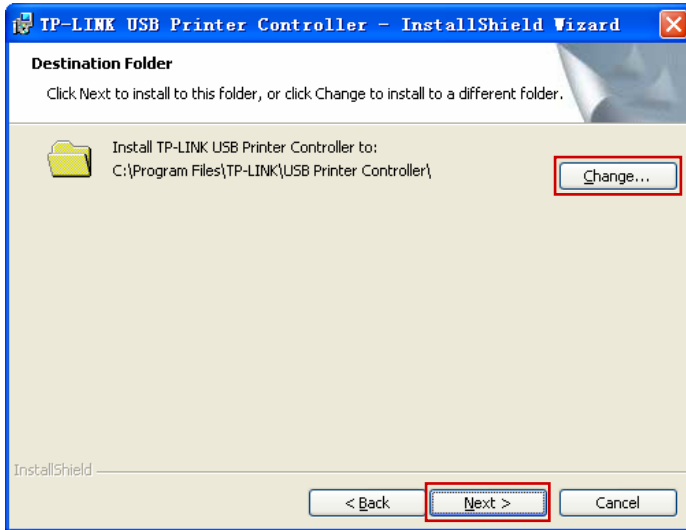 TP-LINK USB Printer Controller - InstallShield Wizard
Destination Folder
Click Next to install to this folder, or click Change to install to a different folder.
Install TP-LINK USB Printer Controller to:
C:\Program Files\TP-LINK\USB Printer Controller\
Change...
InstallShield
< Back
Next >
Cancel